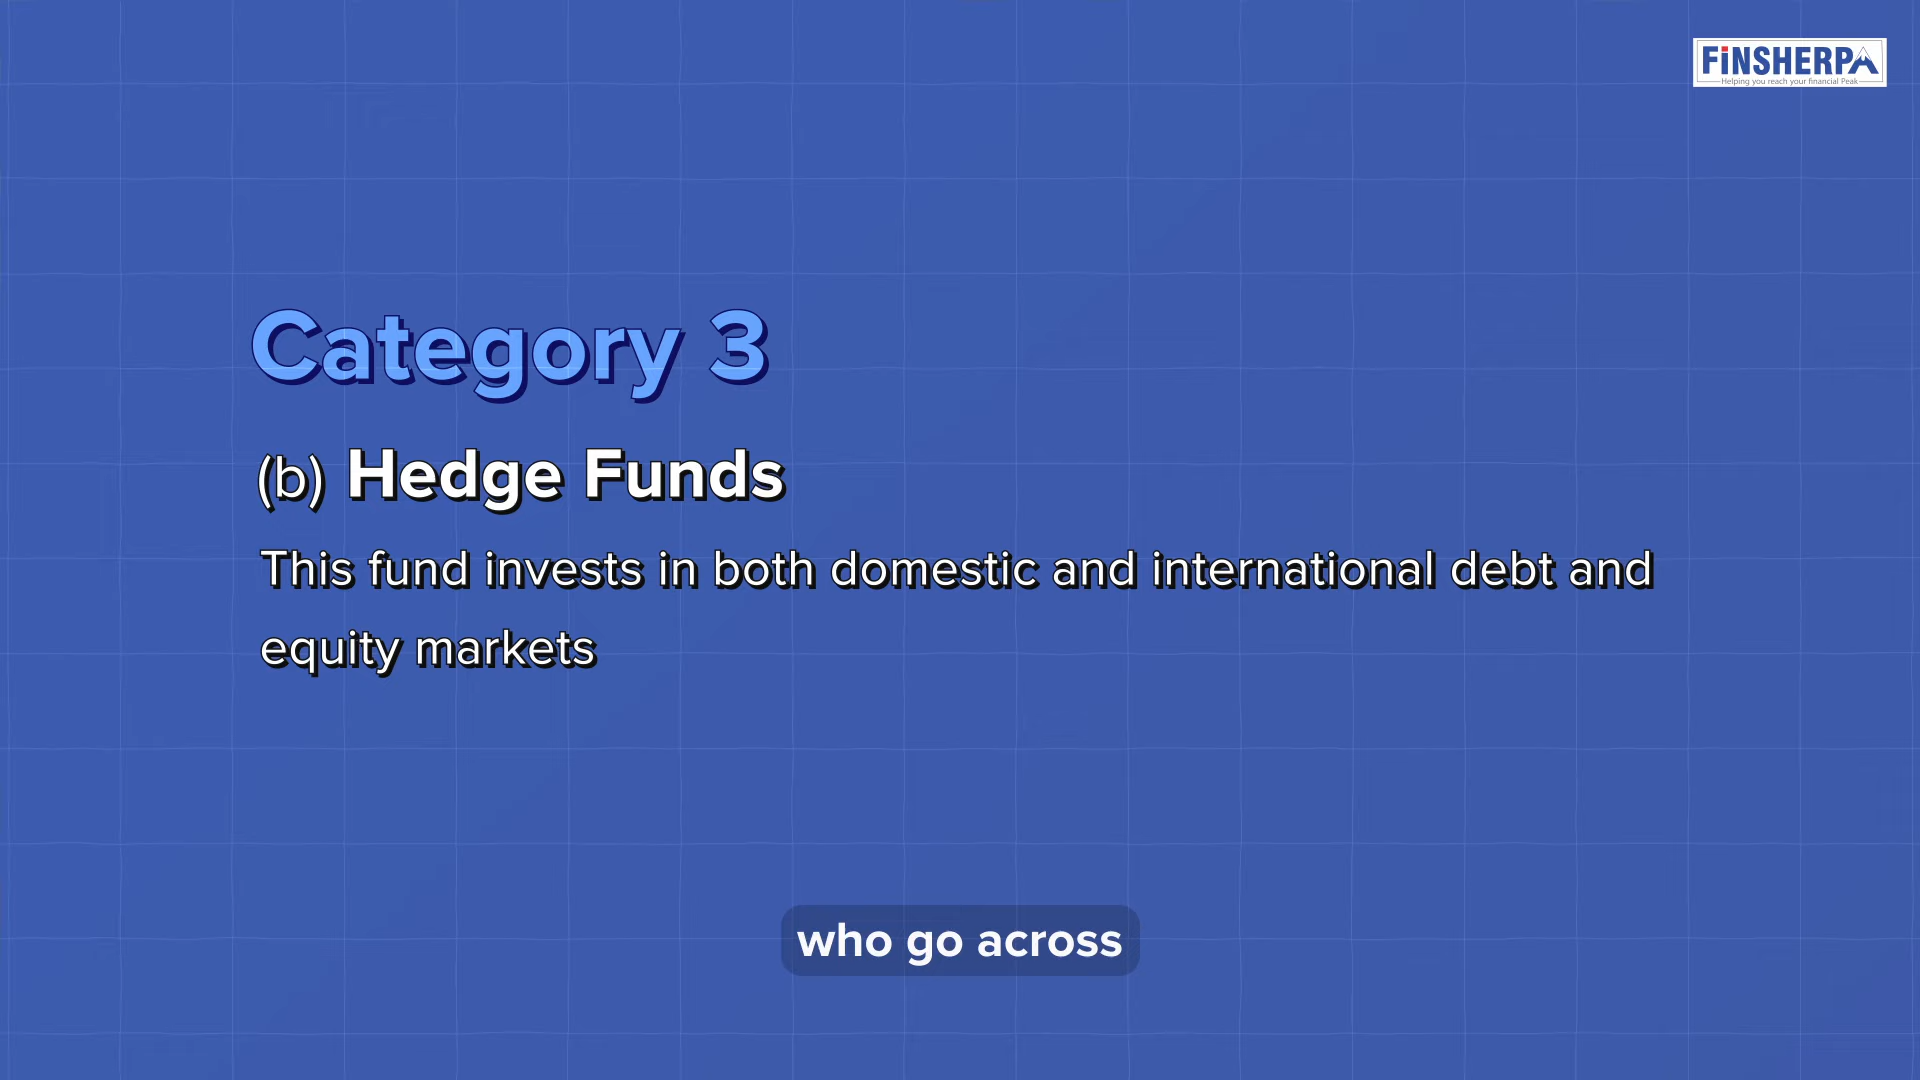 FiNSHERPA
Helping you reach your financial Peak
Category 3
(b) Hedge Funds
This fund invests in both domestic and international debt and
equity markets
who go across